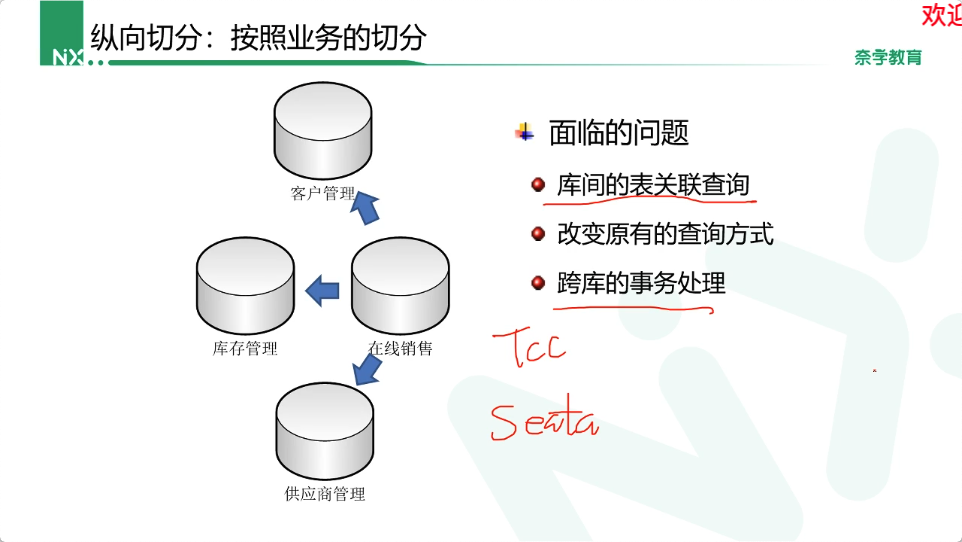 欢迎
NX
纵向切分：按照业务的切分
奈学教育
客户管理
库存管理
在线销售
供应商管理
面临的问题
库间的表关联查询
改变原有的查询方式
跨库的事务处理
Tcc
Seata